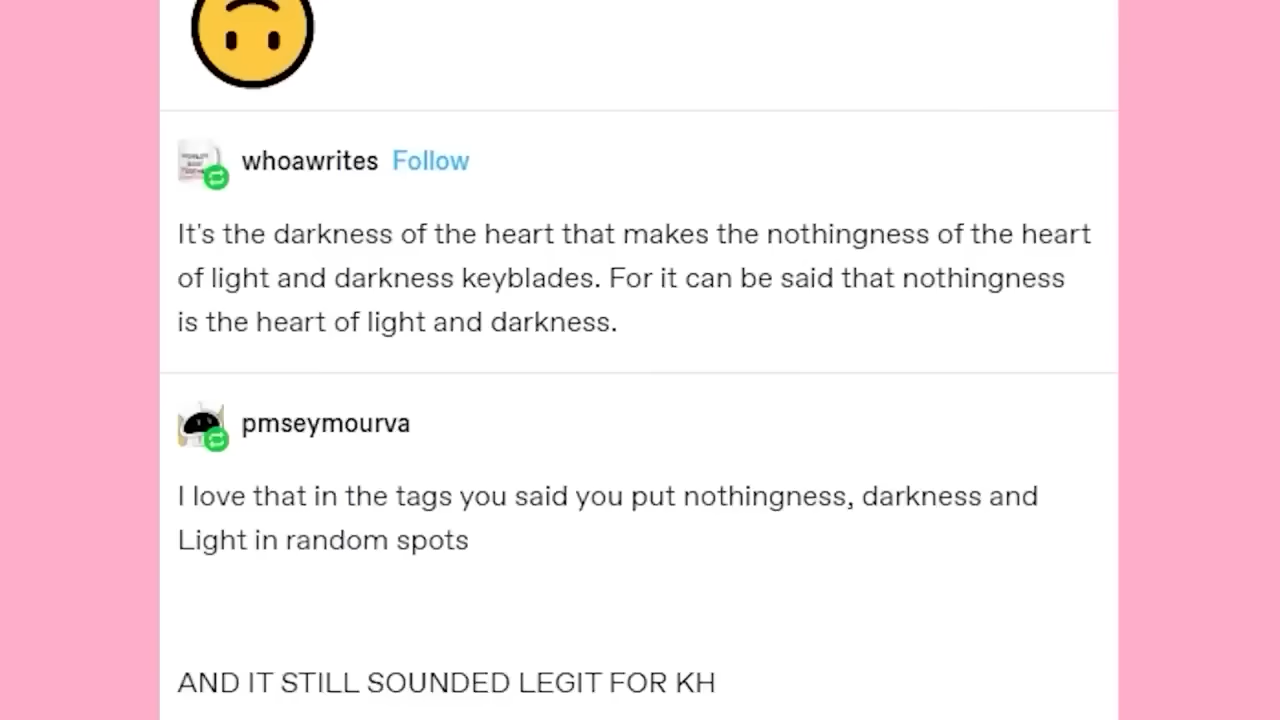 whoawrites Follow
It's the darkness of the heart that makes the nothingness of the heart
of light and darkness keyblades. For it can be said that nothingness
is the heart of light and darkness.
pmseymourva
I love that in the tags you said you put nothingness, darkness and
Light in random spots
AND IT STILL SOUNDED LEGIT FOR KH